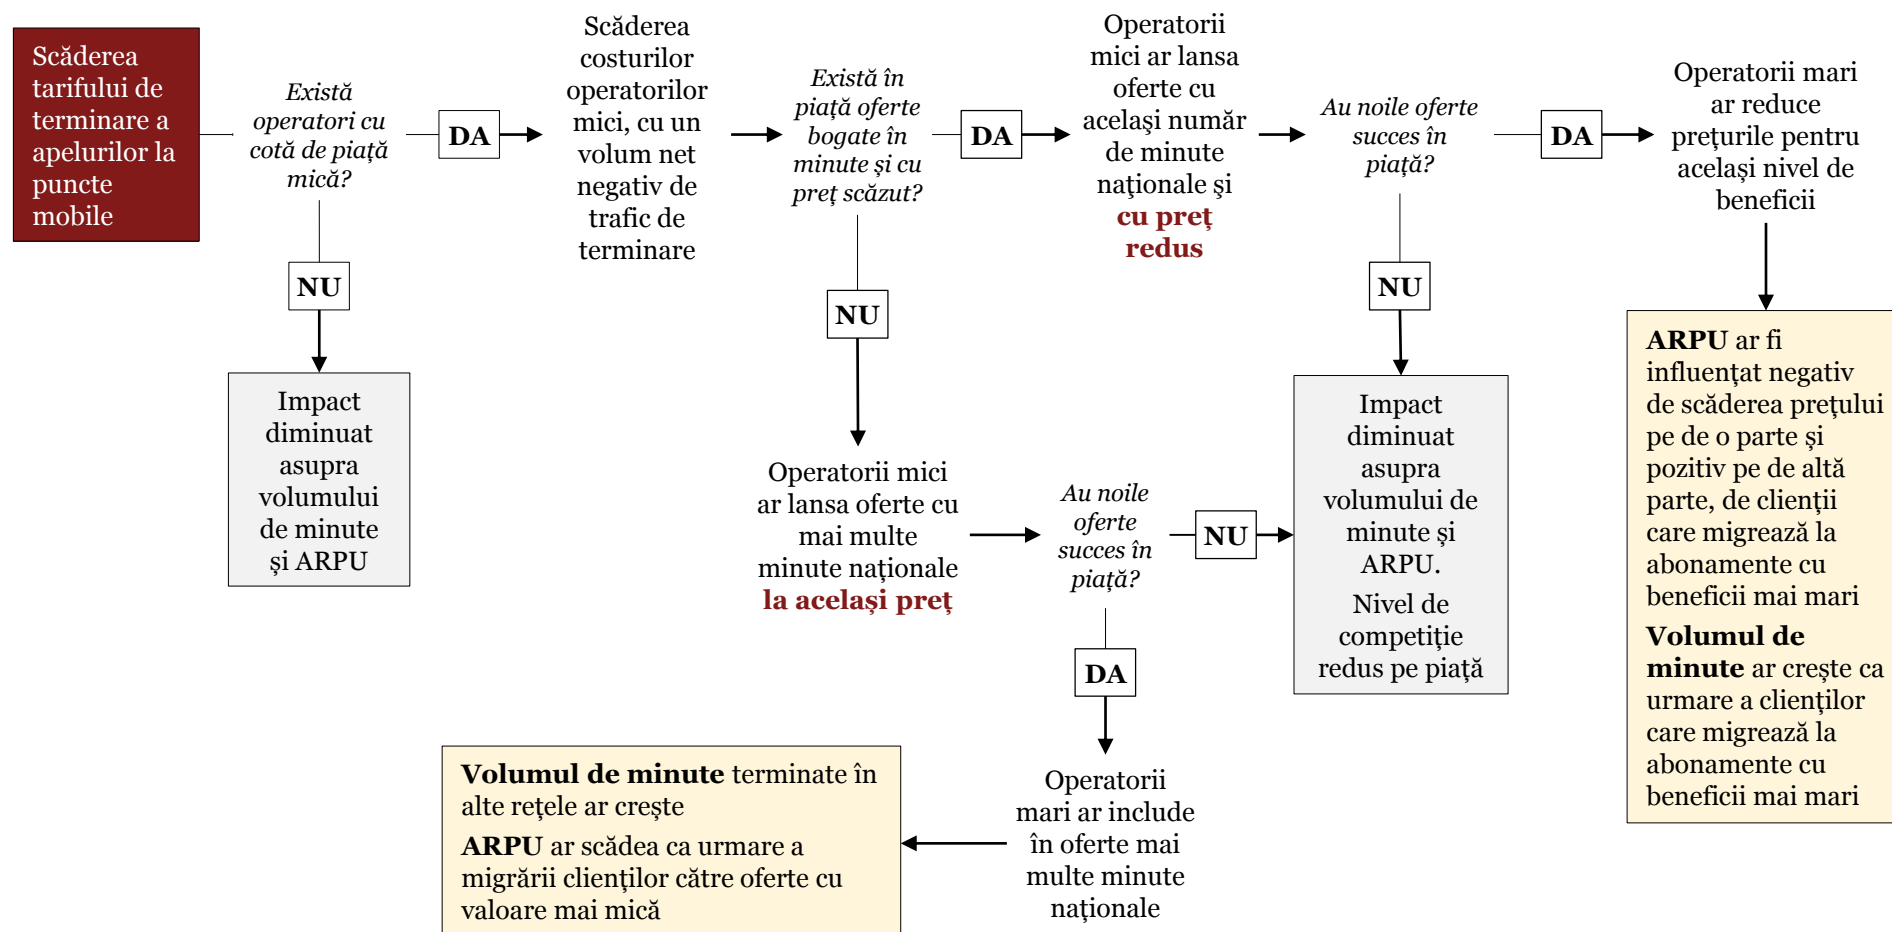 Scăderea
tarifului de
terminare a
apelurilor la
puncte
mobile
Există
operatori cu
cotă de piață
mică?
DA
NU
Impact
diminuat
asupra
volumului
de minute
și ARPU
Scăderea
costurilor
operatorilor
mici, cu un
volum net
negativ de
trafic de
terminare
Există în
piață oferte
bogate în
minute și cu
preț scăzut?
DA
NU
Operatorii
mici ar lansa
oferte cu
acelaşi număr
de minute
naţionale şi
cu preț
redus
Au noile oferte
succes în
piață?
DA
NU
Operatorii mari
ar reduce
prețurile pentru
același nivel de
beneficii
ARPU ar fi
influențat negativ
de scăderea prețului
pe de o parte și
pozitiv pe de altă
parte, de clienții
care migrează la
abonamente cu
beneficii mai mari
Volumul de
minute ar crește ca
urmare a clienților
care migrează la
abonamente cu
beneficii mai mari
Operatorii mici
ar lansa oferte cu
mai multe
minute naționale
la același preț
Au noile
oferte
succes în
piață?
NU
DA
Impact
diminuat
asupra
volumului de
minute și
ARPU.
Nivel de
competiție
redus pe piață
Operatorii
mari ar include
în oferte mai
multe minute
naționale
Volumul de minute terminate în
alte rețele ar crește
ARPU ar scădea ca urmare a
migrării clienților către oferte cu
valoare mai mică